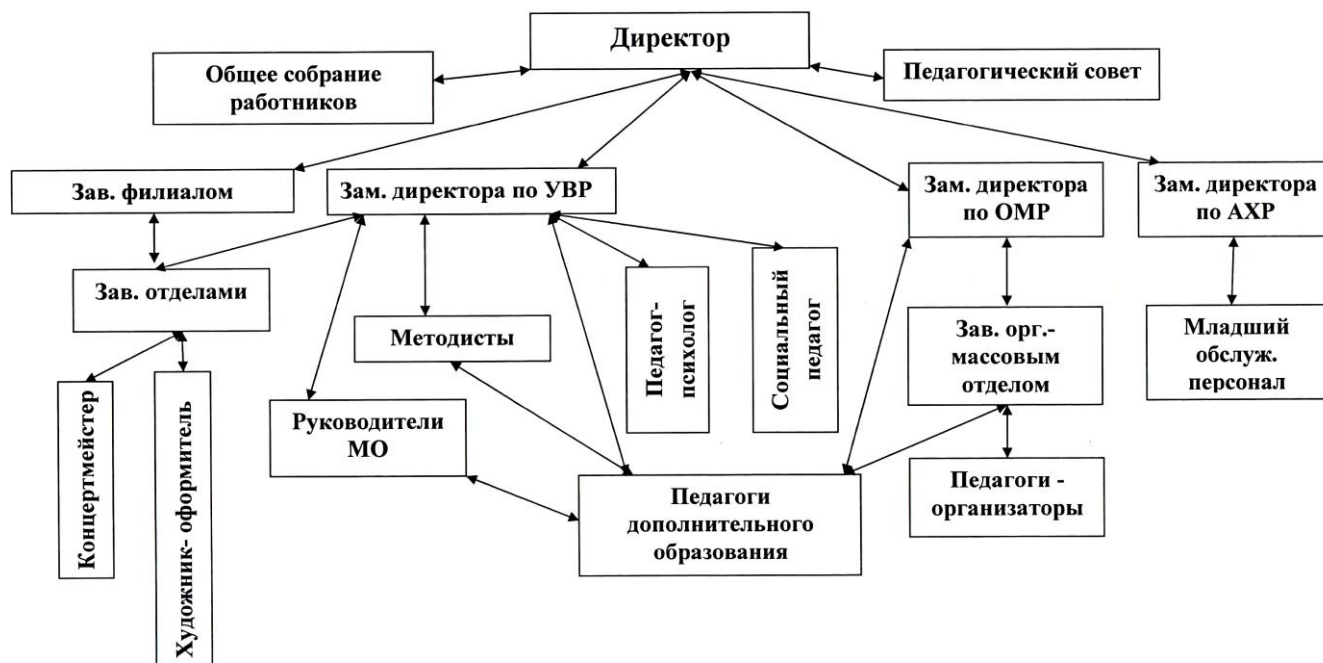 Директор
Общее собрание
работников
Педагогический совет
Зав. филиалом
Зам. директора по УВР
Зам. директора
по ОМР
Зам. директора
по АХР
Зав. отделами
Методисты
Педагог-
психолог
Социальный
педагог
Зав. орг.-
массовым
отделом
Младший
обслуж.
персонал
Концертмейстер
Художник- оформитель
Руководители
МО
Педагоги
дополнительного
образования
Педагоги -
организаторы